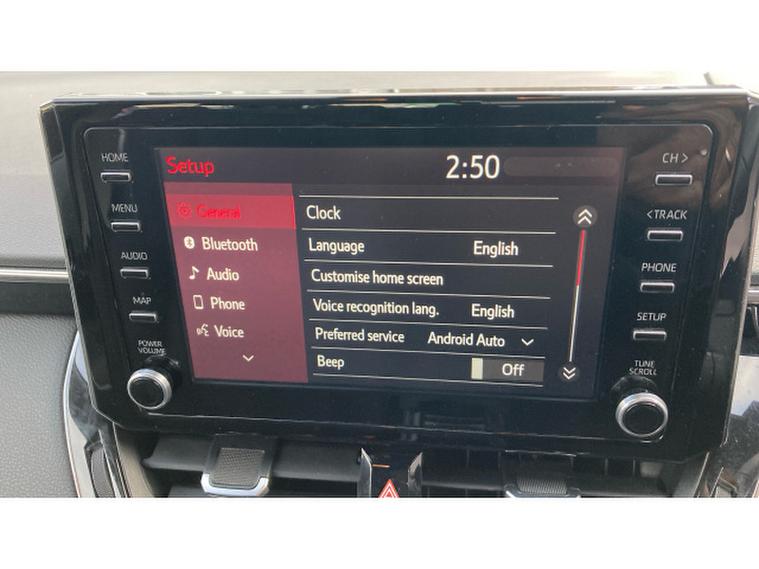 HOME
MENU
AUDIO
MAP
POWER
VOLUME
Setup
2:50
General
Bluetooth
Audio
Phone
Voice
Clock
Language English
Customise home screen
Voice recognition lang. English
Preferred service Android Auto
Beep Off
CH >
< TRACK
PHONE
SETUP
TUNE
SCROLL